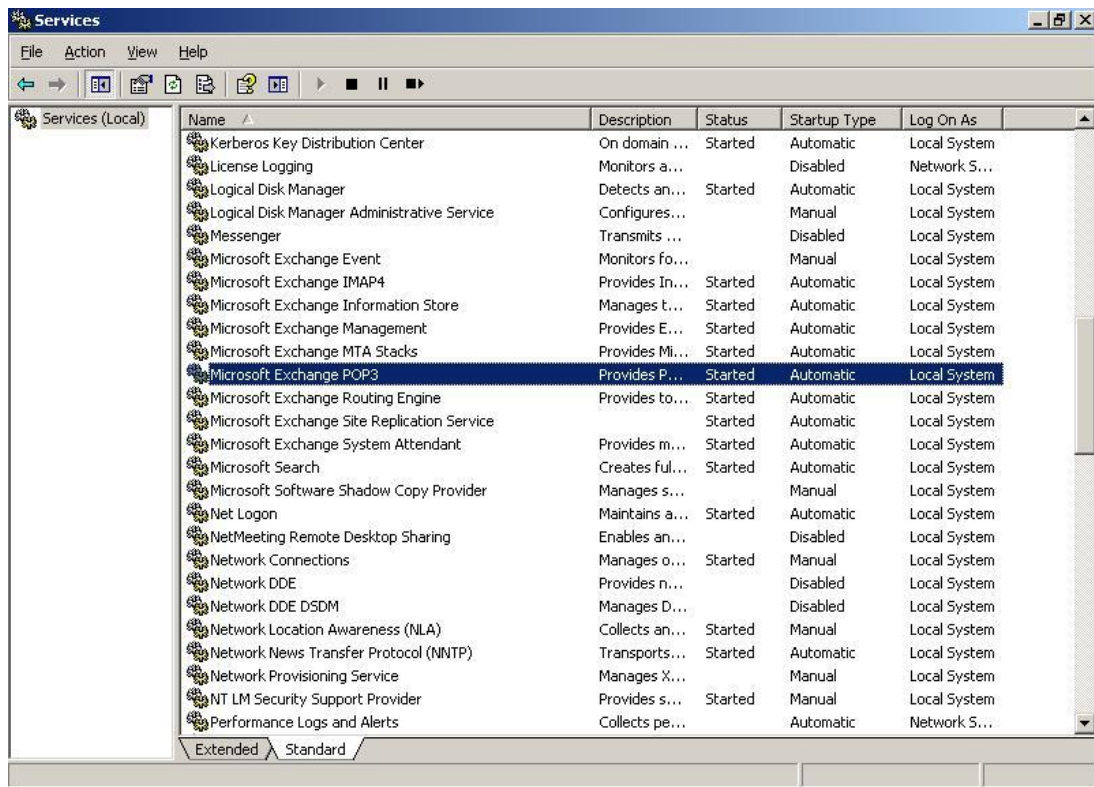 Services
File Action View Help
Services (Local)
Name Description Status Startup Type Log On As
Kerberos Key Distribution Center On domain ... Started Automatic Local System
License Logging Monitors a... Disabled Network S...
Logical Disk Manager Detects an... Started Automatic Local System
Logical Disk Manager Administrative Service Configures... Manual Local System
Messenger Transmits ... Disabled Local System
Microsoft Exchange Event Monitors fo... Manual Local System
Microsoft Exchange IMAP4 Provides In... Started Automatic Local System
Microsoft Exchange Information Store Manages t... Started Automatic Local System
Microsoft Exchange Management Provides E... Started Automatic Local System
Microsoft Exchange MTA Stacks Provides Mi... Started Automatic Local System
Microsoft Exchange POP3 Provides P... Started Automatic Local System
Microsoft Exchange Routing Engine Provides to... Started Automatic Local System
Microsoft Exchange Site Replication Service Started Automatic Local System
Microsoft Exchange System Attendant Provides m... Started Automatic Local System
Microsoft Search Creates ful... Started Automatic Local System
Microsoft Software Shadow Copy Provider Manages s... Manual Local System
Net Logon Maintains a... Started Automatic Local System
NetMeeting Remote Desktop Sharing Enables an... Disabled Local System
Network Connections Manages o... Started Manual Local System
Network DDE Provides n... Disabled Local System
Network DDE DSDM Manages D... Disabled Local System
Network Location Awareness (NLA) Collects an... Started Manual Local System
Network News Transfer Protocol (NNTP) Transports... Started Automatic Local System
Network Provisioning Service Manages X... Manual Local System
NT LM Security Support Provider Provides s... Started Manual Local System
Performance Logs and Alerts Collects pe... Automatic Network S...
Extended Standard